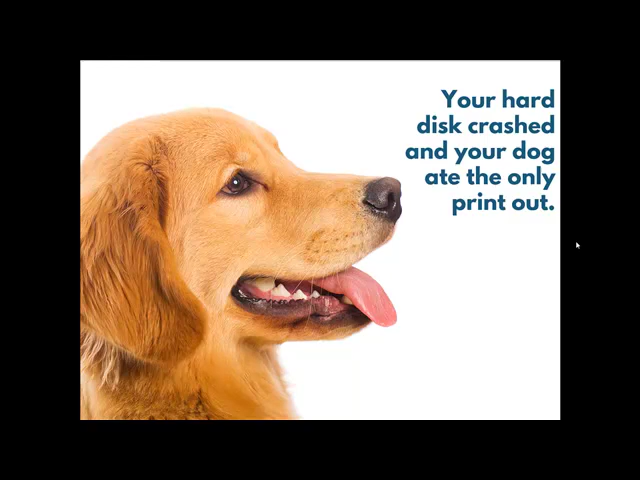 Your hard
disk crashed
and your dog
ate the only
print out.